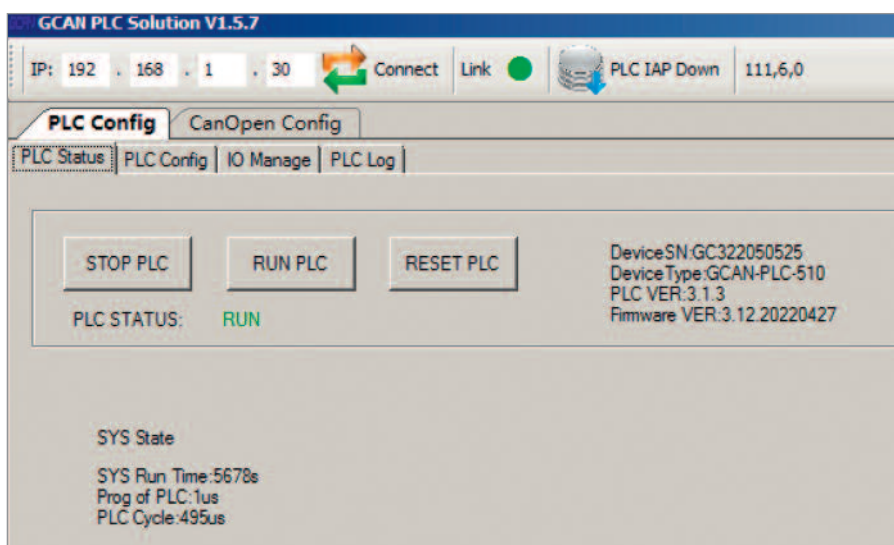 GCAN PLC Solution V1.5.7
IP: 192 . 168 . 1 . 30 Connect Link PLC IAP Down 111,6,0
PLC Config CanOpen Config
PLC Status PLC Config IO Manage PLC Log
STOP PLC RUN PLC RESET PLC
DeviceSN:GC322050525
DeviceType:GCAN-PLC-510
PLC VER:3.1.3
Firmware VER:3.12.20220427
PLC STATUS: RUN
SYS State
SYS Run Time:5678s
Prog of PLC:1us
PLC Cycle:495us